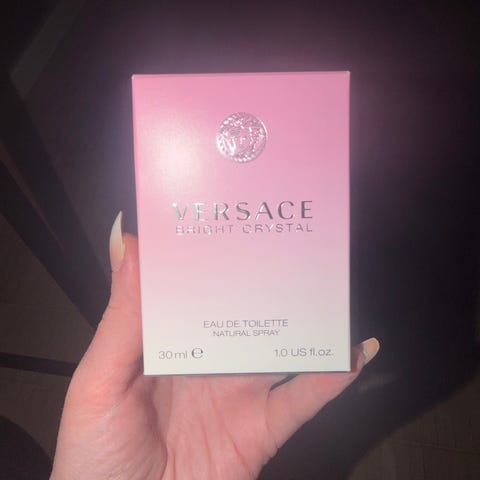 VERSACE
BRIGHT CRYSTAL
EAU DE TOILETTE
NATURAL SPRAY
30 ml ℮ 1.0 US fl.oz.